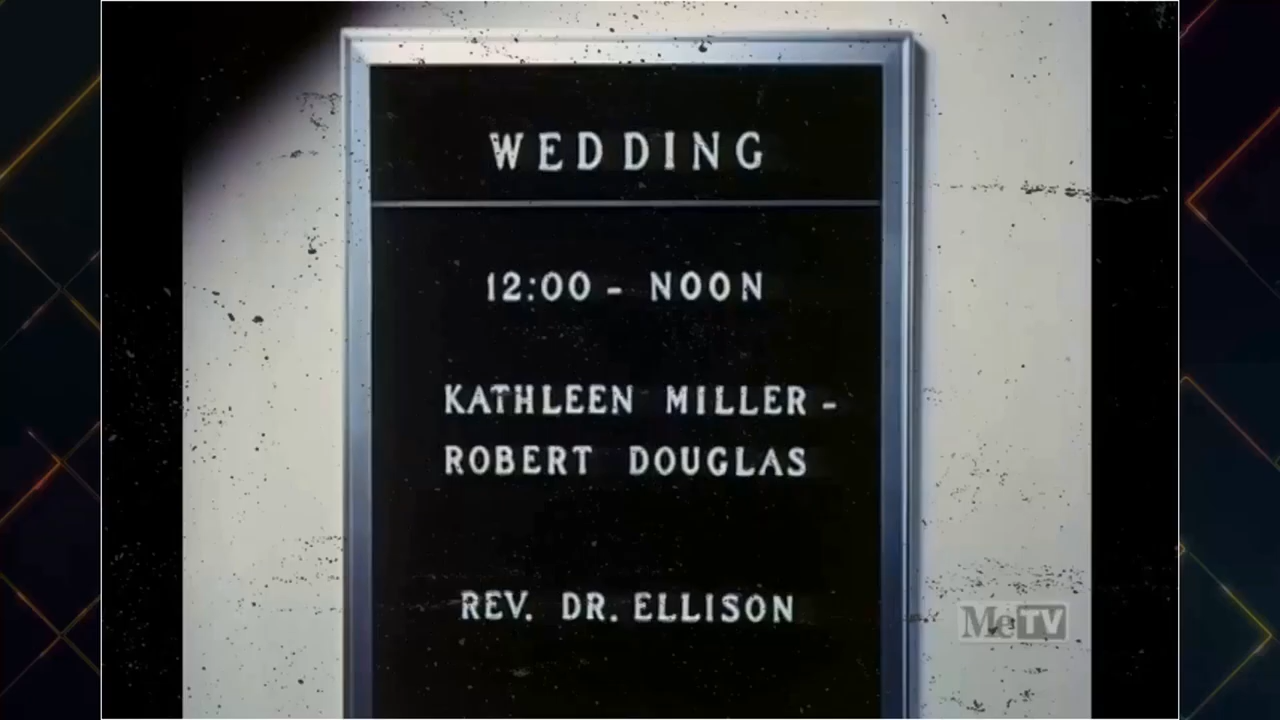 WEDDING
12:00 - NOON
KATHLEEN MILLER -
ROBERT DOUGLAS
REV. DR. ELLISON
MeTV